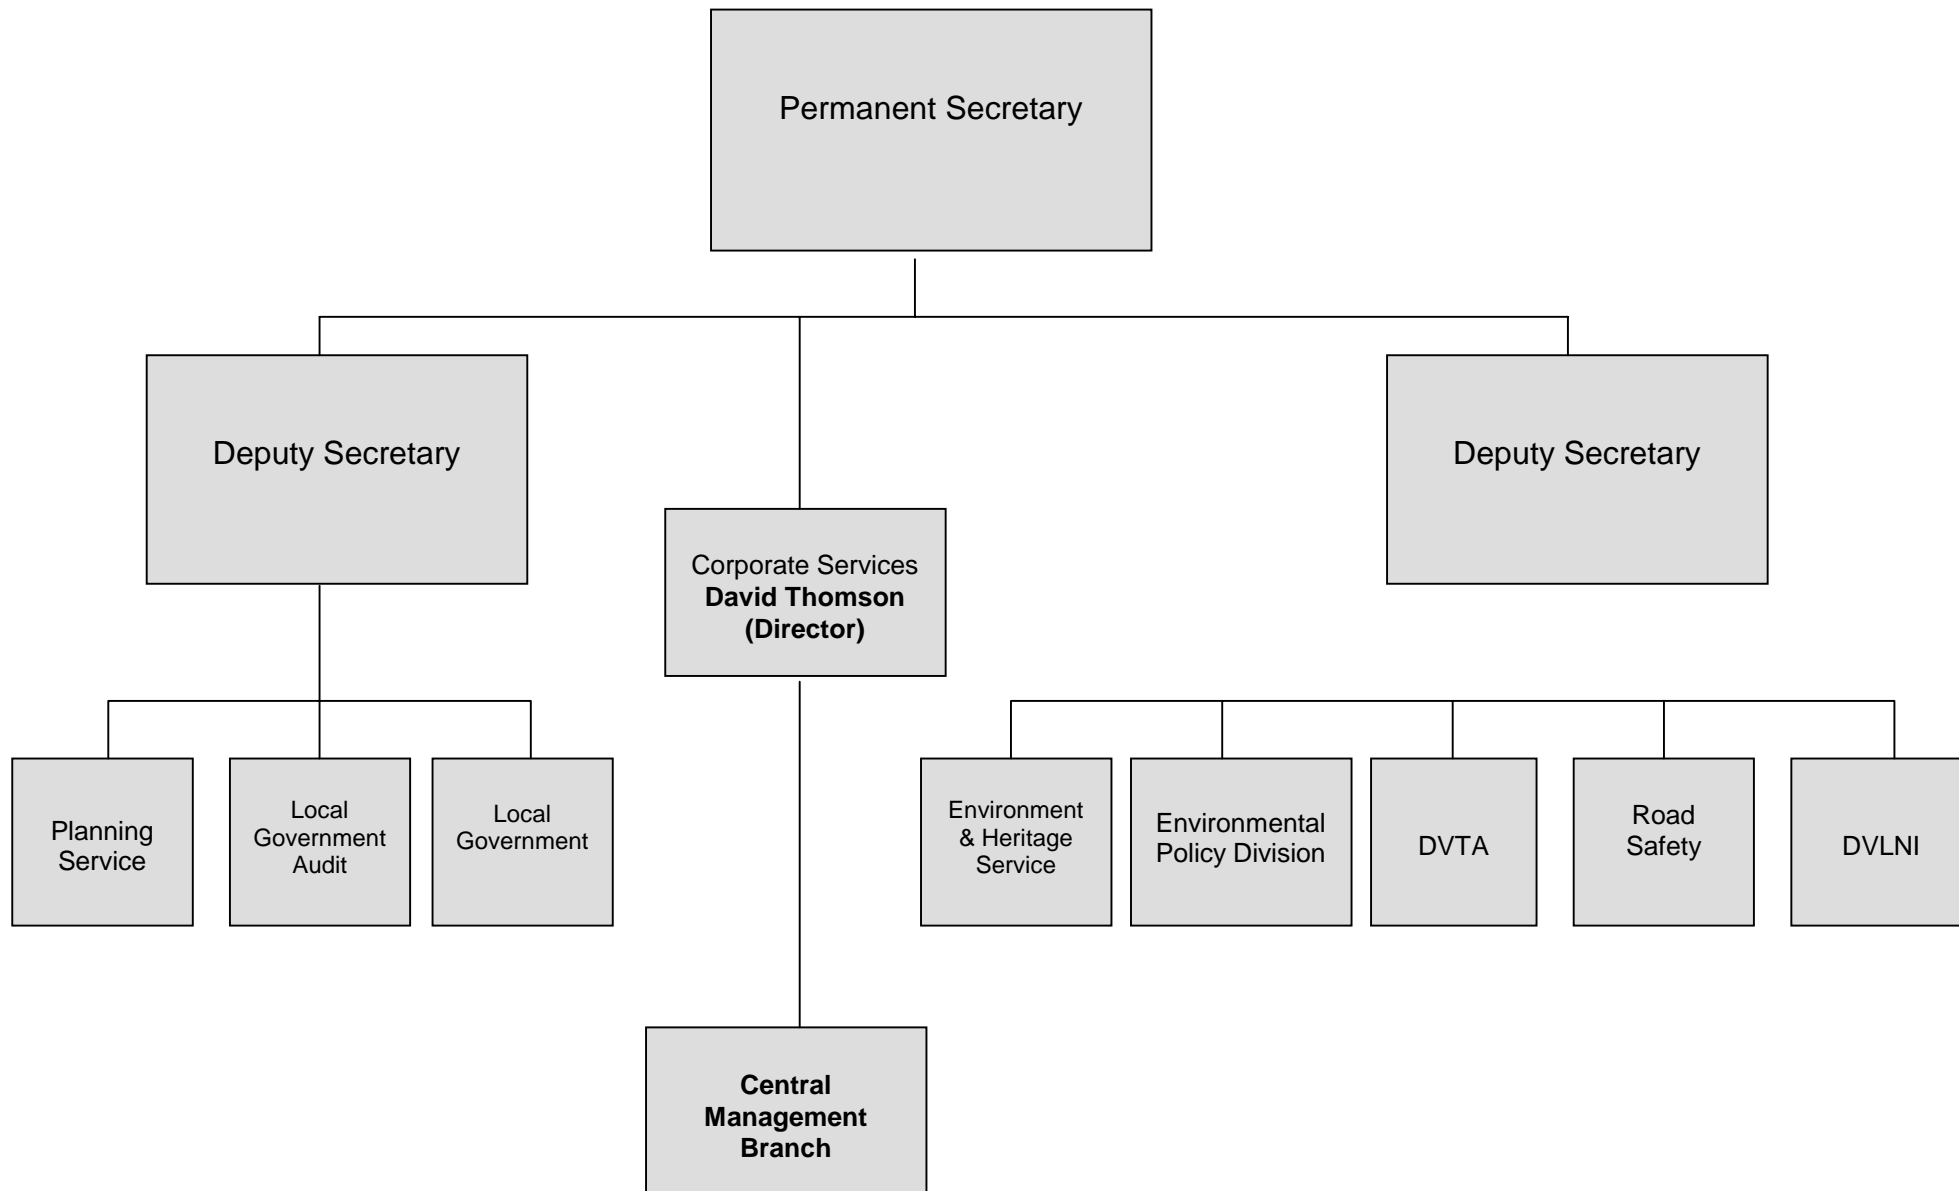 Permanent Secretary
Deputy Secretary
Deputy Secretary
Corporate Services
David Thomson
(Director)
Planning
Service
Local
Government
Audit
Local
Government
Environment
& Heritage
Service
Environmental
Policy Division
DVTA
Road
Safety
DVLNI
Central
Management
Branch